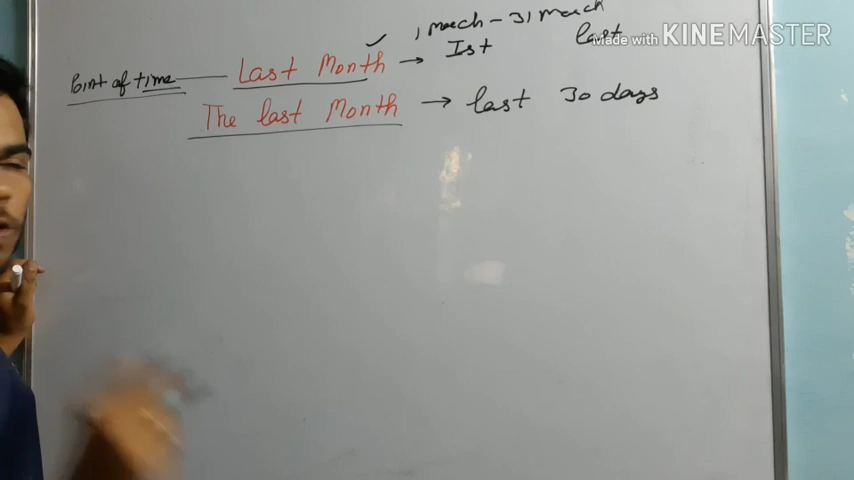 1 march - 31 march
Point of time — Last Month ✓ → Ist last
The last Month → last 30 days
Made with KINEMASTER